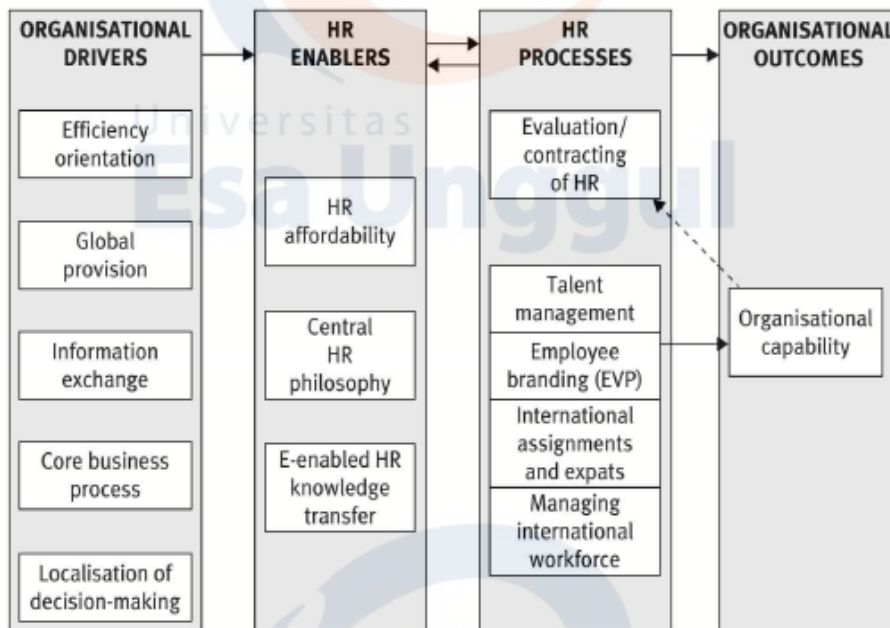 ORGANISATIONAL
DRIVERS
Efficiency
orientation
Global
provision
Information
exchange
Core business
process
Localisation of
decision-making
HR
ENABLERS
HR
affordability
Central
HR
philosophy
E-enabled HR
knowledge
transfer
HR
PROCESSES
Evaluation/
contracting
of HR
Talent
management
Employee
branding (EVP)
International
assignments
and expats
Managing
international
workforce
ORGANISATIONAL
OUTCOMES
Organisational
capability
Universitas
Esa Unggul